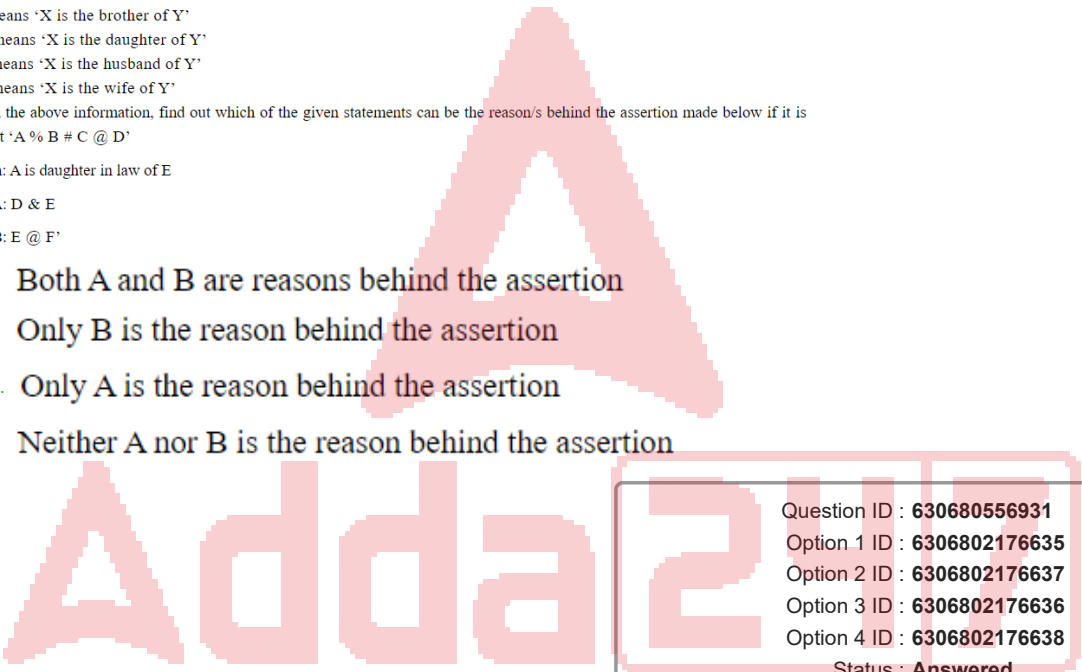 eans ‘X is the brother of Y’
neans ‘X is the daughter of Y’
neans ‘X is the husband of Y’
neans ‘X is the wife of Y’
the above information, find out which of the given statements can be the reason/s behind the assertion made below if it is
t ‘A % B # C @ D’
: A is daughter in law of E
: D & E
: E @ F’
Both A and B are reasons behind the assertion
Only B is the reason behind the assertion
. Only A is the reason behind the assertion
Neither A nor B is the reason behind the assertion
Adda247
Question ID : 630680556931
Option 1 ID : 6306802176635
Option 2 ID : 6306802176637
Option 3 ID : 6306802176636
Option 4 ID : 6306802176638
Status : Answered